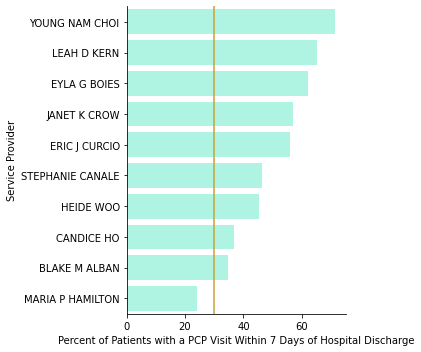 YOUNG NAM CHOI
LEAH D KERN
EYLA G BOIES
JANET K CROW
ERIC J CURCIO
STEPHANIE CANALE
HEIDE WOO
CANDICE HO
BLAKE M ALBAN
MARIA P HAMILTON
Service Provider
0 20 40 60
Percent of Patients with a PCP Visit Within 7 Days of Hospital Discharge